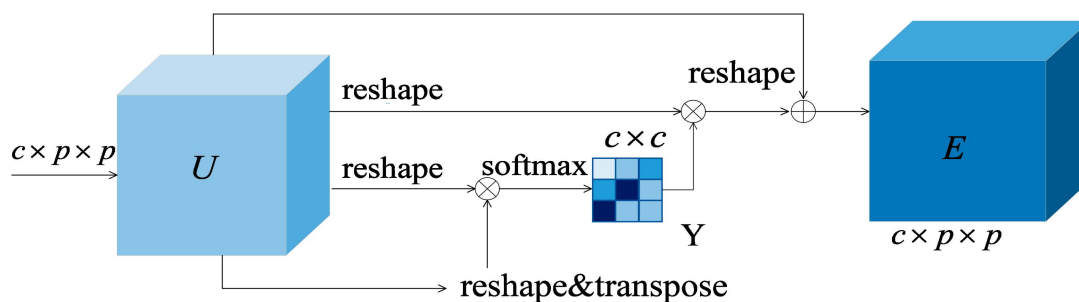 reshape
reshape
c × p × p
U
reshape
softmax
c × c
Y
reshape&transpose
E
c × p × p